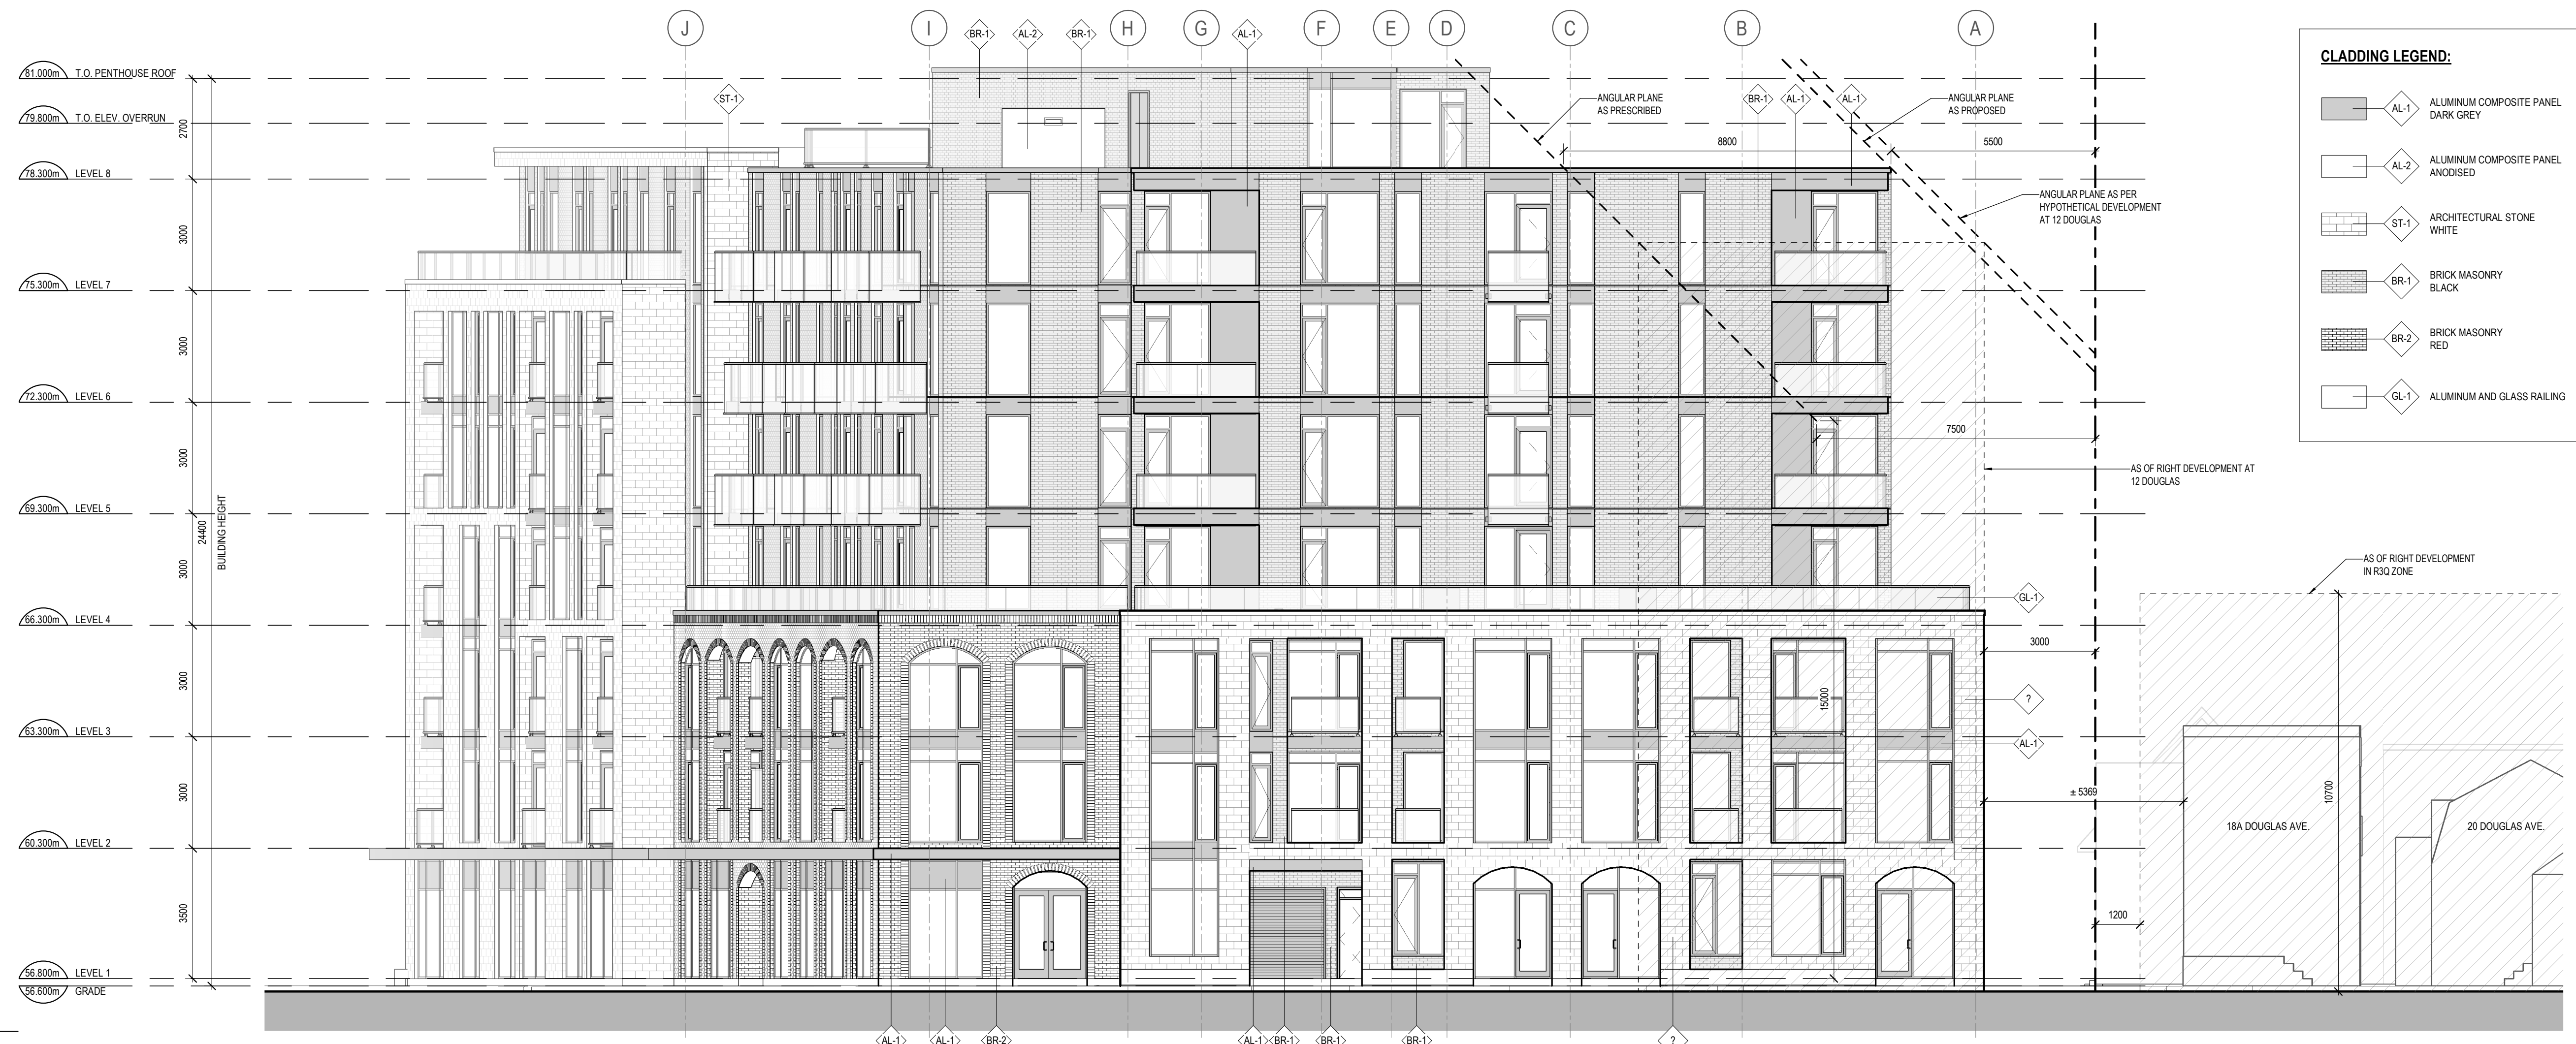 J
I
H
G
F
E
D
C
B
A
BR-1
AL-2
BR-1
AL-1
ST-1
BR-1
AL-1
AL-1
81.000m T.O. PENTHOUSE ROOF
79.800m T.O. ELEV. OVERRUN
78.300m LEVEL 8
75.300m LEVEL 7
72.300m LEVEL 6
69.300m LEVEL 5
66.300m LEVEL 4
63.300m LEVEL 3
60.300m LEVEL 2
56.800m LEVEL 1
56.600m GRADE
2700
3000
3000
3000
3000
3000
3000
3500
24400
BUILDING HEIGHT
ANGULAR PLANE
AS PRESCRIBED
ANGULAR PLANE
AS PROPOSED
8800
5500
ANGULAR PLANE AS PER
HYPOTHETICAL DEVELOPMENT
AT 12 DOUGLAS
7500
AS OF RIGHT DEVELOPMENT AT
12 DOUGLAS
AS OF RIGHT DEVELOPMENT
IN R3Q ZONE
GL-1
3000
?
AL-1
15000
± 5369
10700
18A DOUGLAS AVE.
20 DOUGLAS AVE.
1200
AL-1
AL-1
BR-2
AL-1
BR-1
BR-1
BR-1
?
CLADDING LEGEND:
AL-1 ALUMINUM COMPOSITE PANEL
DARK GREY
AL-2 ALUMINUM COMPOSITE PANEL
ANODISED
ST-1 ARCHITECTURAL STONE
WHITE
BR-1 BRICK MASONRY
BLACK
BR-2 BRICK MASONRY
RED
GL-1 ALUMINUM AND GLASS RAILING